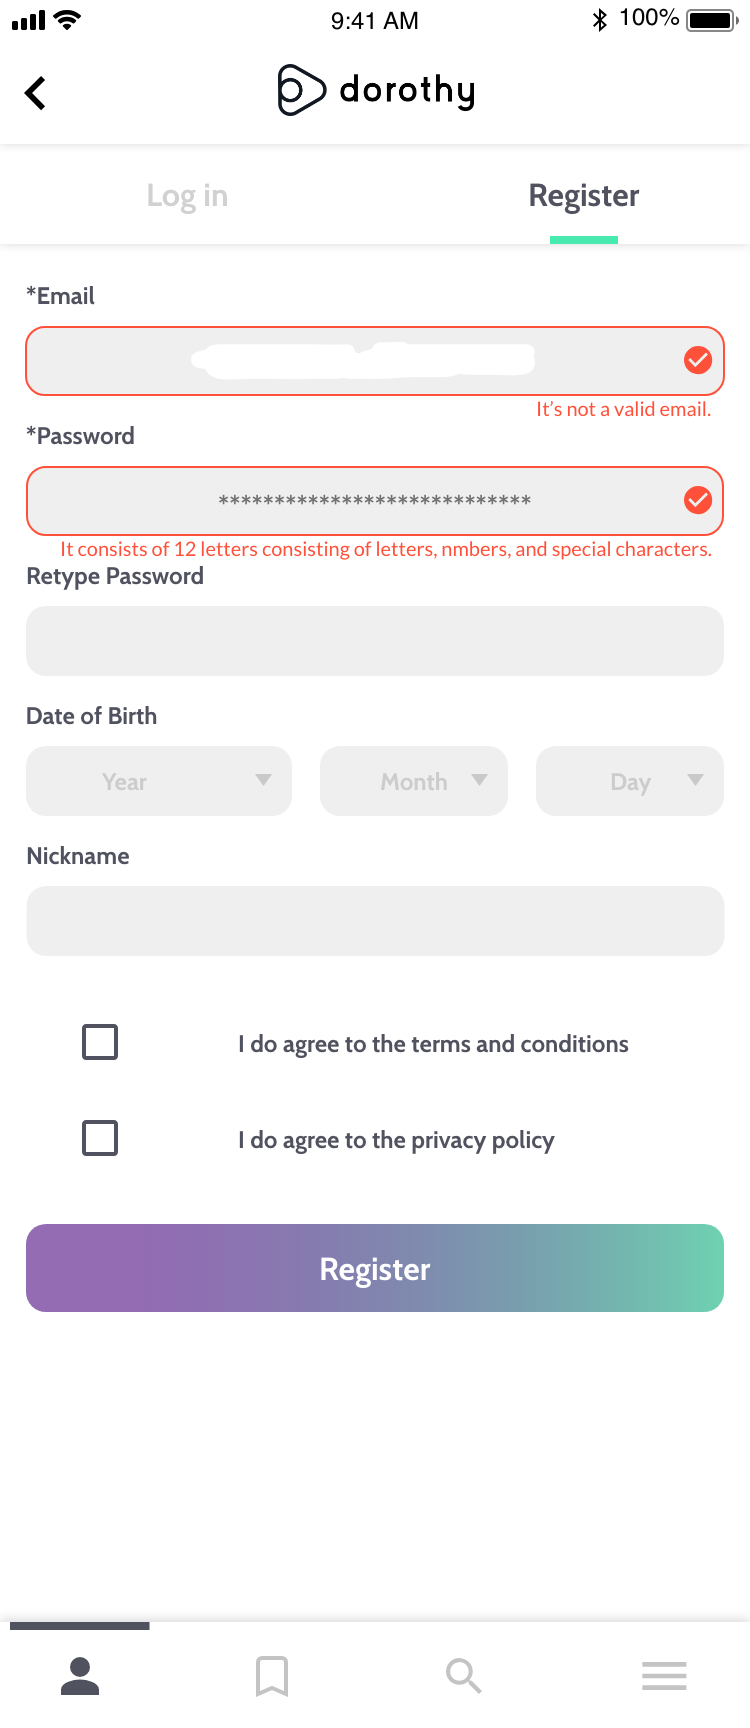 9:41 AM 100%
dorothy
Log in Register
*Email
It's not a valid email.
*Password
****************************
It consists of 12 letters consisting of letters, nmbers, and special characters.
Retype Password
Date of Birth
Year Month Day
Nickname
I do agree to the terms and conditions
I do agree to the privacy policy
Register